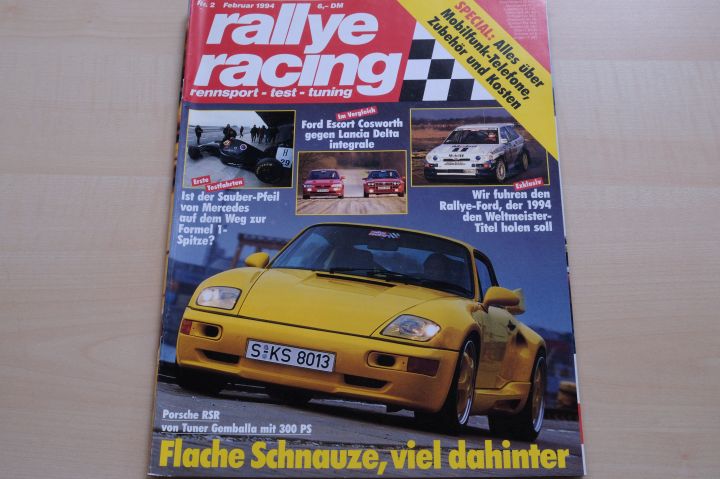 Nr. 2 Februar 1994 6,- DM
rallye
racing
rennsport - test - tuning
SPECIAL: Alles über
Mobilfunk-Telefone,
Zubehör und Kosten
Erste
Testfahrten
Ist der Sauber-Pfeil
von Mercedes
auf dem Weg zur
Formel 1-
Spitze?
Im Vergleich
Ford Escort Cosworth
gegen Lancia Delta
integrale
Exklusiv
Wir fuhren den
Rallye-Ford, der 1994
den Weltmeister-
Titel holen soll
S KS 8013
Porsche RSR
von Tuner Gemballa mit 300 PS
Flache Schnauze, viel dahinter